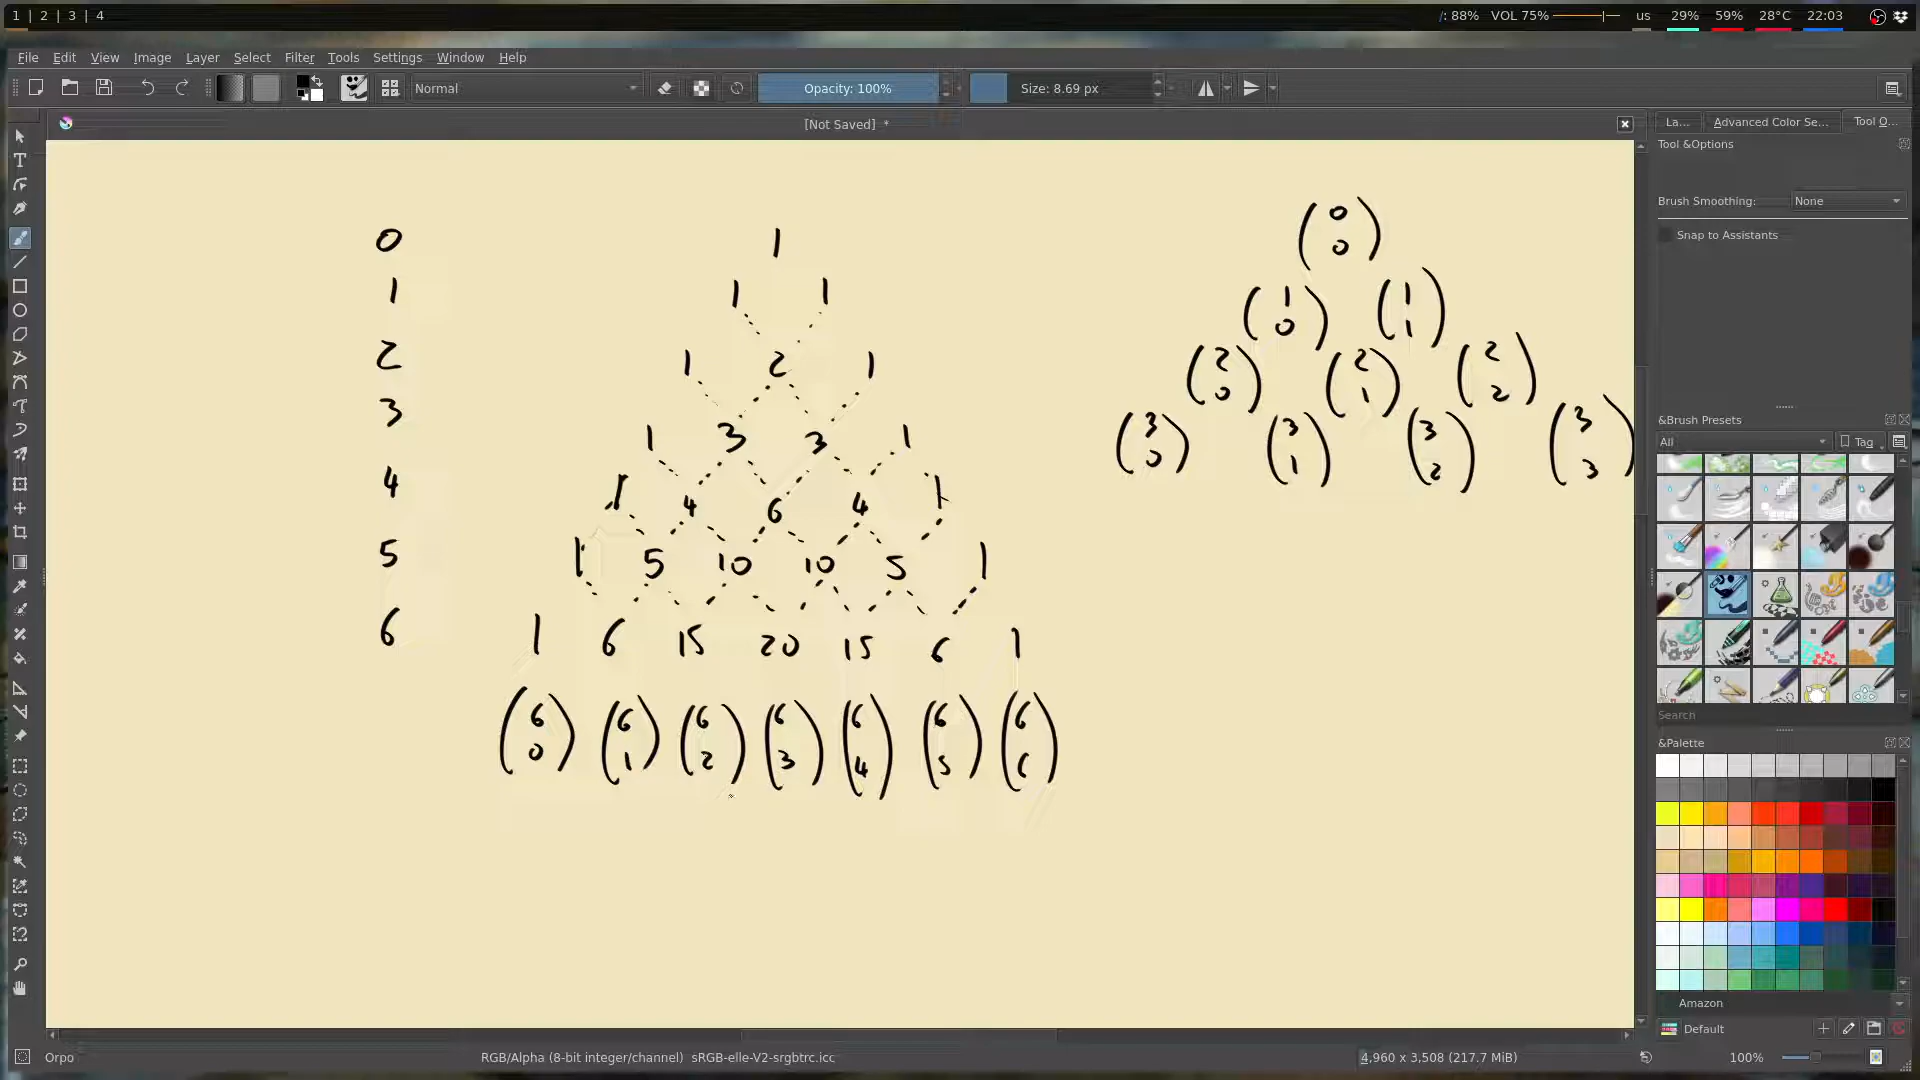 1 | 2 | 3 | 4
/: 88% VOL 75% us 29% 59% 28°C 22:03
File Edit View Image Layer Select Filter Tools Settings Window Help
Normal Opacity: 100% Size: 8.69 px
[Not Saved] *
La... Advanced Color Se... Tool O...
Tool &Options
Brush Smoothing: None
Snap to Assistants
&Brush Presets
All Tag
Search
&Palette
Amazon
Default
0 1
1 1 1
2 1 2 1
3 1 3 3 1
4 1 4 6 4 1
5 1 5 10 10 5 1
6 1 6 15 20 15 6 1
(6 0) (6 1) (6 2) (6 3) (6 4) (6 5) (6 6)
(0 0)
(1 0) (1 1)
(2 0) (2 1) (2 2)
(3 0) (3 1) (3 2) (3 3)
Orpo RGB/Alpha (8-bit integer/channel) sRGB-elle-V2-srgbtrc.icc 4,960 x 3,508 (217.7 MiB) 100%